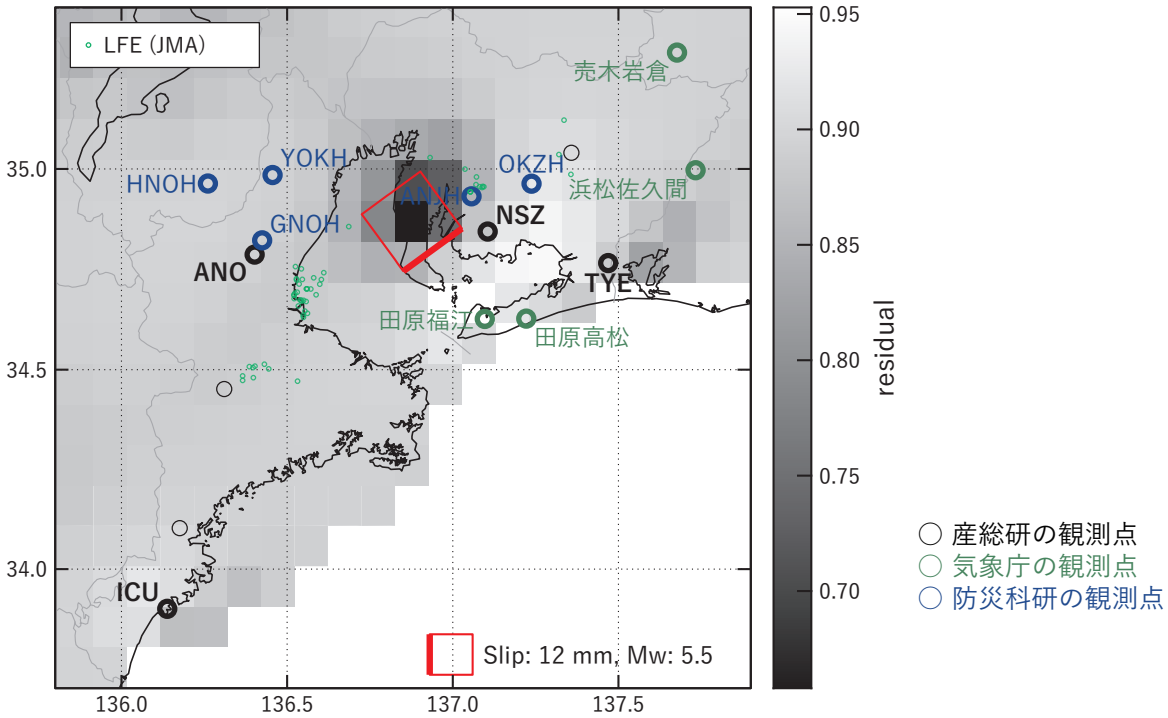 LFE (JMA)
売木岩倉
YOKH
HNOH
OKZH
浜松佐久間
ANJH
GNOH
NSZ
ANO
TYE
田原福江
田原高松
ICU
Slip: 12 mm, Mw: 5.5
35.0
34.5
34.0
136.0
136.5
137.0
137.5
0.95
0.90
0.85
0.80
0.75
0.70
residual
産総研の観測点
気象庁の観測点
防災科研の観測点